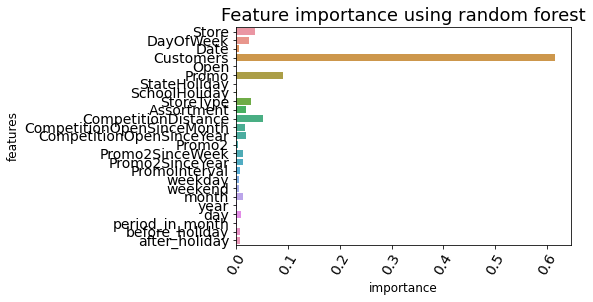 Feature importance using random forest
Store
DayOfWeek
Date
Customers
Open
Promo
StateHoliday
SchoolHoliday
StoreType
Assortment
CompetitionDistance
CompetitionOpenSinceMonth
CompetitionOpenSinceYear
Promo2
Promo2SinceWeek
Promo2SinceYear
PromoInterval
weekday
weekend
month
year
day
period_in_month
before_holiday
after_holiday
features
0.0
0.1
0.2
0.3
0.4
0.5
0.6
importance